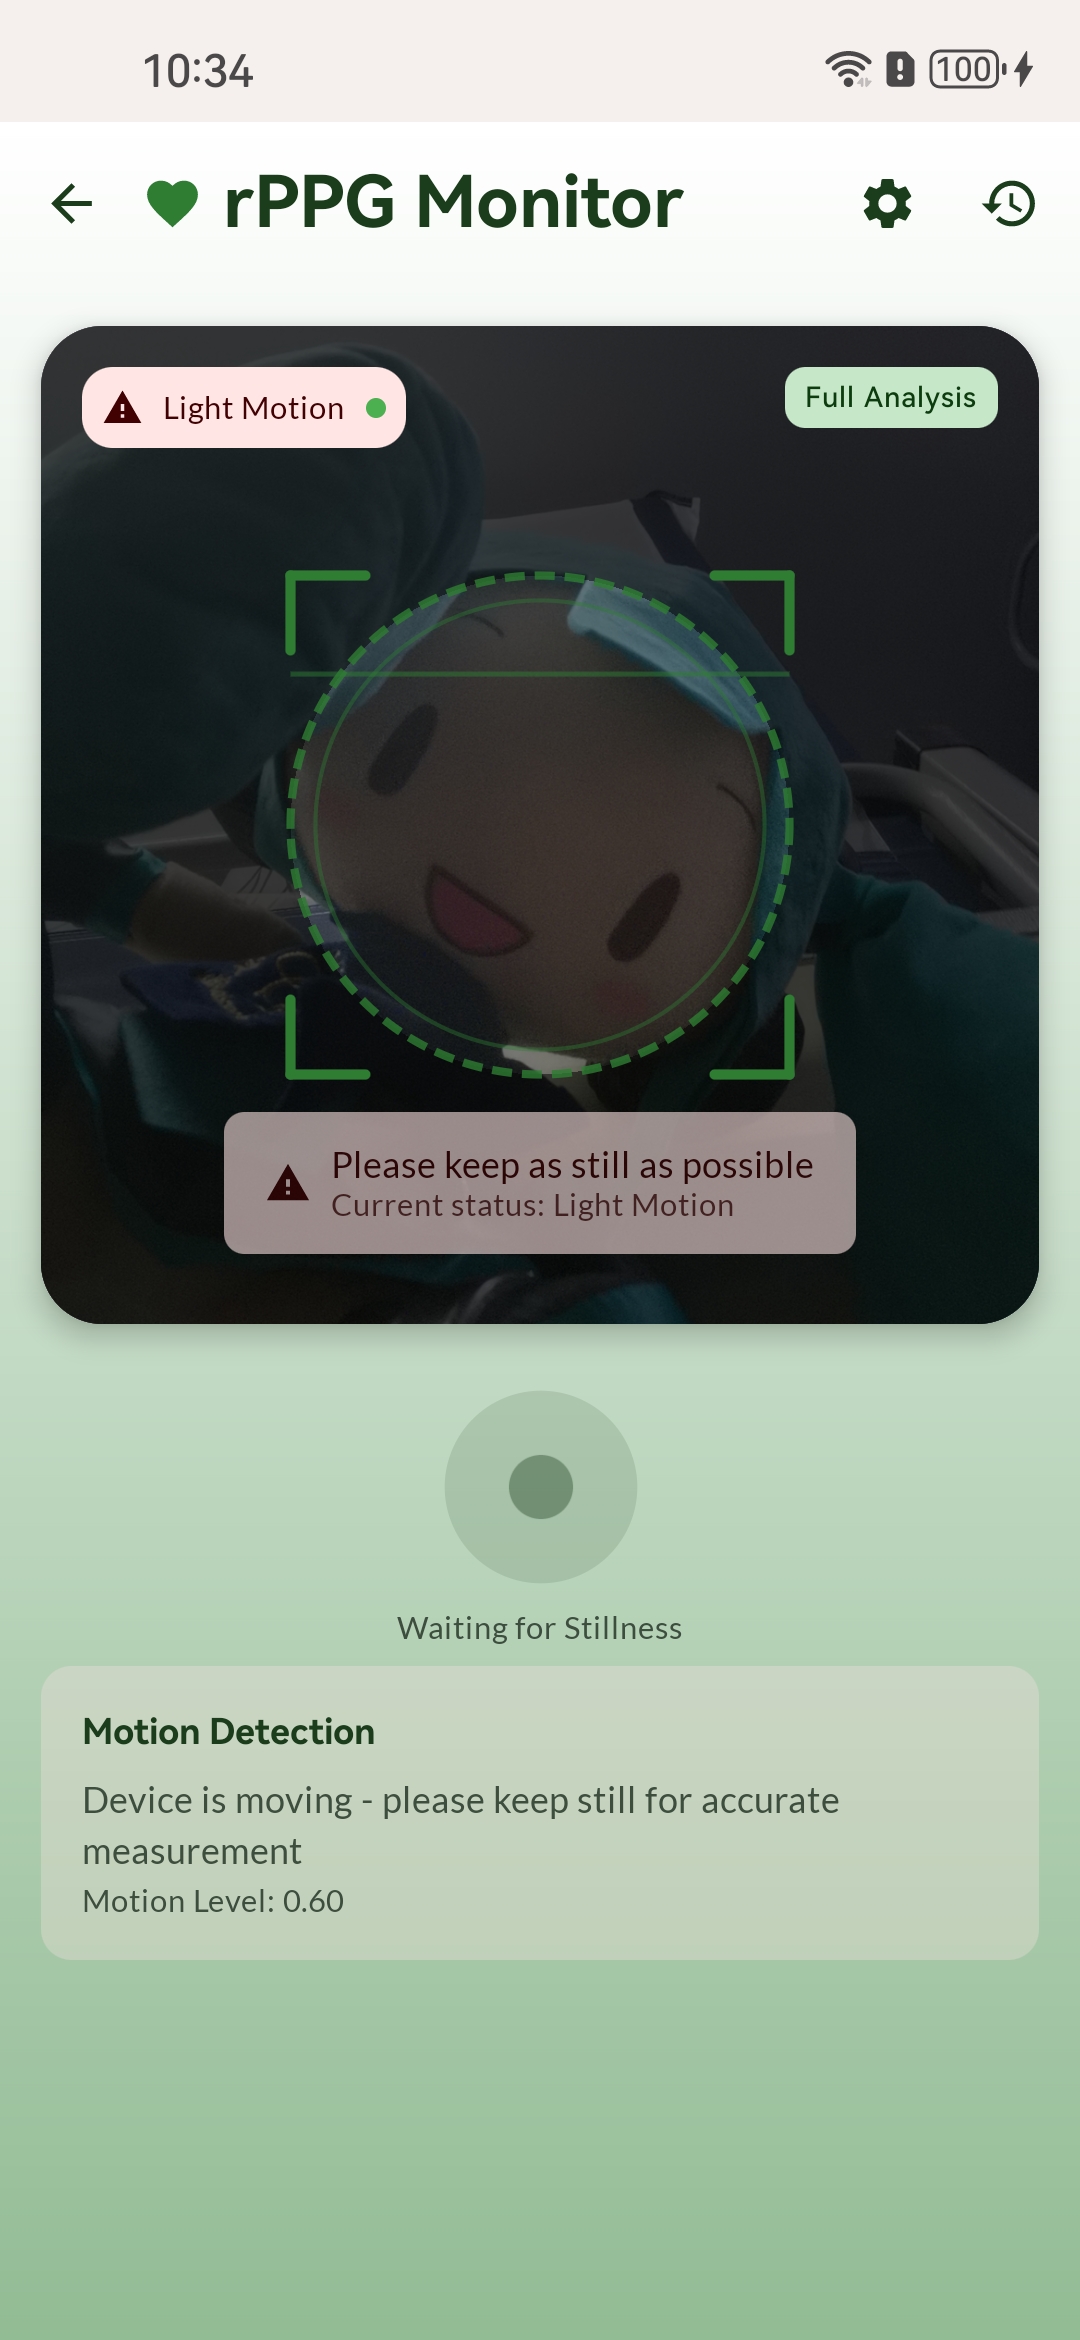 10:34
100
rPPG Monitor
Light Motion
Full Analysis
Please keep as still as possible
Current status: Light Motion
Waiting for Stillness
Motion Detection
Device is moving - please keep still for accurate
measurement
Motion Level: 0.60